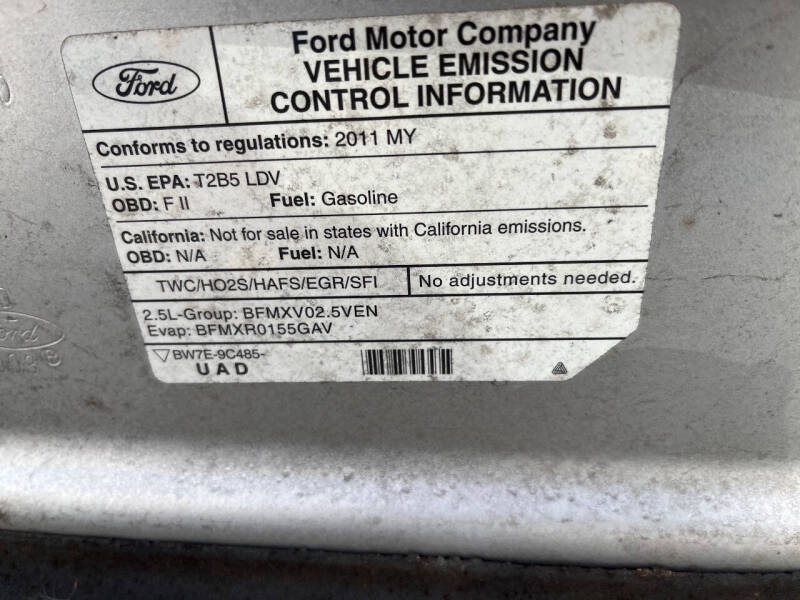 Ford
Ford Motor Company
VEHICLE EMISSION
CONTROL INFORMATION
Conforms to regulations: 2011 MY
U.S. EPA: T2B5 LDV
OBD: F II Fuel: Gasoline
California: Not for sale in states with California emissions.
OBD: N/A Fuel: N/A
TWC/HO2S/HAFS/EGR/SFI No adjustments needed.
2.5L-Group: BFMXV02.5VEN
Evap: BFMXR0155GAV
BW7E-9C485-
UAD
Ford